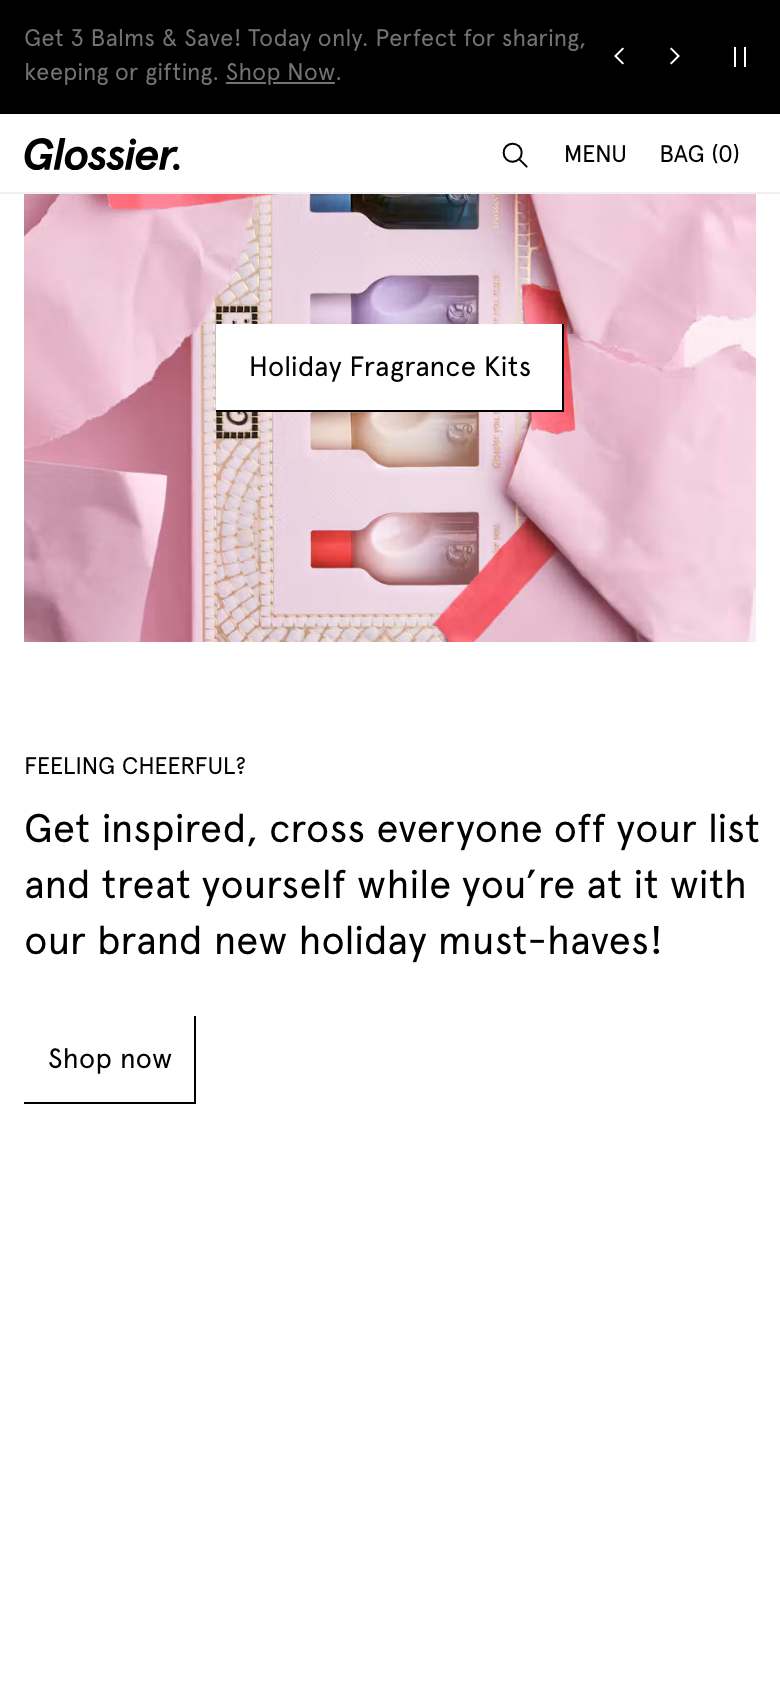 Get 3 Balms & Save! Today only. Perfect for sharing,
keeping or gifting. Shop Now.
Glossier.
MENU
BAG (0)
Holiday Fragrance Kits
FEELING CHEERFUL?
Get inspired, cross everyone off your list
and treat yourself while you’re at it with
our brand new holiday must-haves!
Shop now